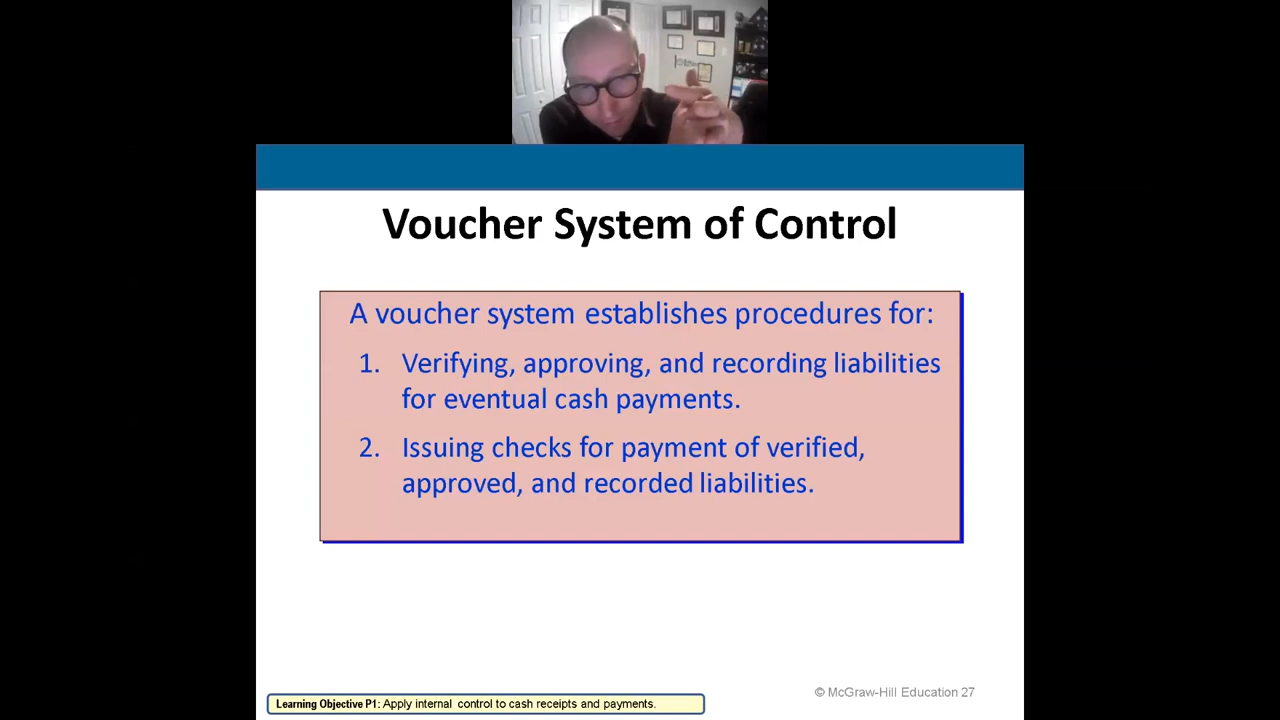 Voucher System of Control
A voucher system establishes procedures for:
1. Verifying, approving, and recording liabilities
for eventual cash payments.
2. Issuing checks for payment of verified,
approved, and recorded liabilities.
© McGraw-Hill Education 27
Learning Objective P1: Apply internal control to cash receipts and payments.